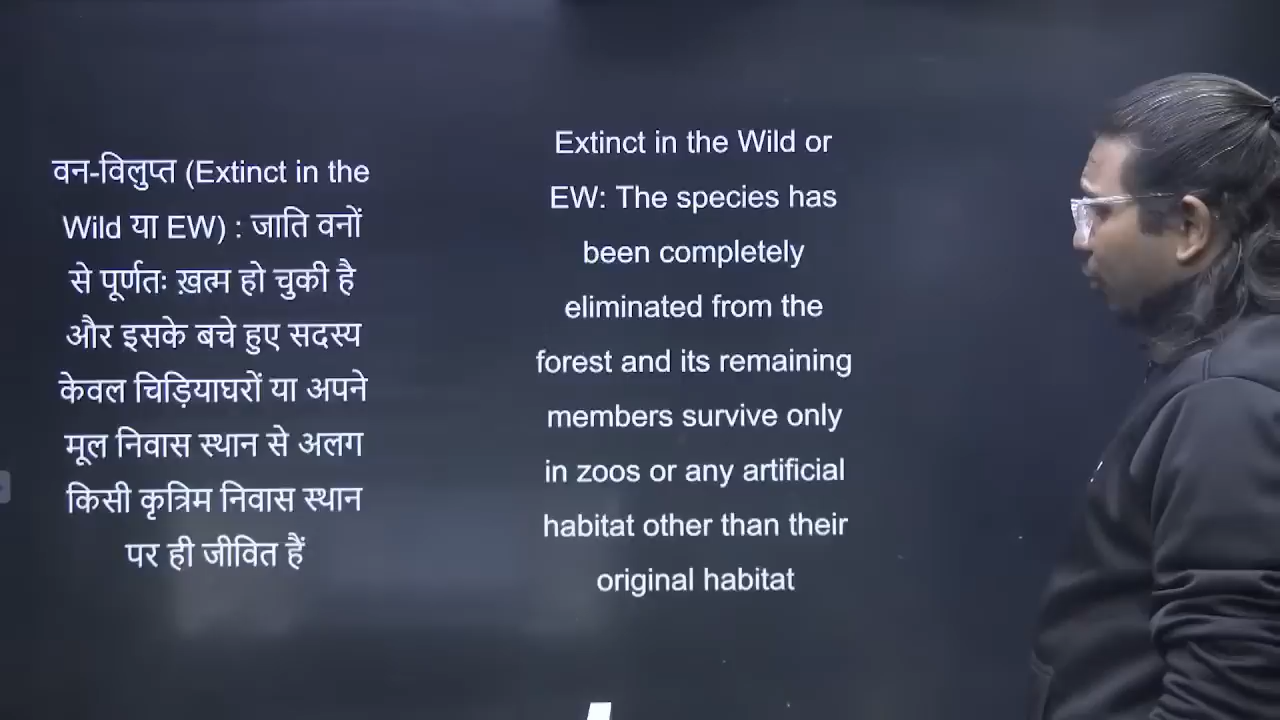 वन-विलुप्त (Extinct in the
Wild या EW) : जाति वनों
से पूर्णतः ख़त्म हो चुकी है
और इसके बचे हुए सदस्य
केवल चिड़ियाघरों या अपने
मूल निवास स्थान से अलग
किसी कृत्रिम निवास स्थान
पर ही जीवित हैं
Extinct in the Wild or
EW: The species has
been completely
eliminated from the
forest and its remaining
members survive only
in zoos or any artificial
habitat other than their
original habitat